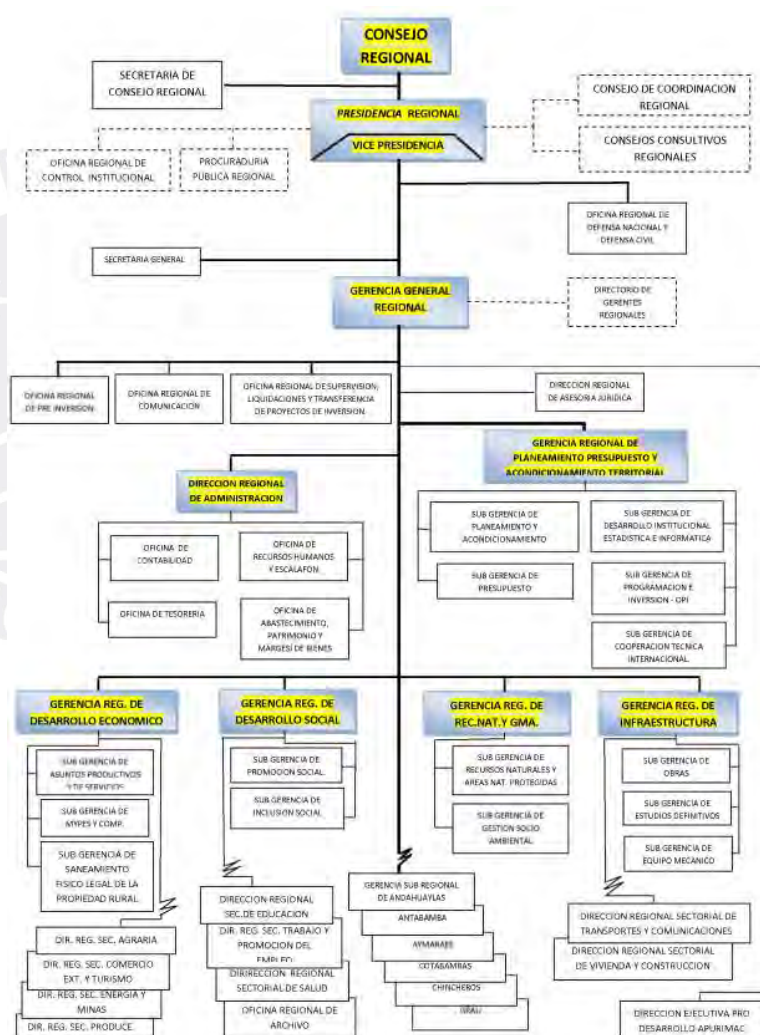 CONSEJO
REGIONAL
SECRETARIA DE
CONSEJO REGIONAL
CONSEJO DE COORDINACION
REGIONAL
PRESIDENCIA REGIONAL
VICE PRESIDENCIA
CONSEJOS CONSULTIVOS
REGIONALES
OFICINA REGIONAL DE
CONTROL INSTITUCIONAL
PROCURADURIA
PUBLICA REGIONAL
OFICINA REGIONAL DE
DEFENSA NACIONAL Y
DEFENSA CIVIL
SECRETARIA GENERAL
GERENCIA GENERAL
REGIONAL
DIRECTORIO DE
GERENTES
REGIONALES
OFICINA REGIONAL
DE PRE INVERSION
OFICINA REGIONAL DE
COMUNICACION
OFICINA REGIONAL DE SUPERVISION,
LIQUIDACIONES Y TRANSFERENCIA
DE PROYECTOS DE INVERSION.
DIRECCION REGIONAL
DE ASESORIA JURIDICA
GERENCIA REGIONAL DE
PLANEAMIENTO PRESUPUESTO Y
ACONDICIONAMIENTO TERRITORIAL
DIRECCION REGIONAL
DE ADMINISTRACION
OFICINA DE
CONTABILIDAD
OFICINA DE
RECURSOS HUMANOS
Y ESCALAFON
OFICINA DE TESORERIA
OFICINA DE
ABASTECIMIENTO,
PATRIMONIO Y
MARGESÍ DE BIENES
SUB GERENCIA DE
PLANEAMIENTO Y
ACONDICIONAMIENTO
SUB GERENCIA DE
DESARROLLO INSTITUCIONAL
ESTADISTICA E INFORMATICA
SUB GERENCIA DE
PRESUPUESTO
SUB GERENCIA DE
PROGRAMACION E
INVERSION - OPI
SUB GERENCIA DE
COOPERACION TECNICA
INTERNACIONAL
GERENCIA REG. DE
DESARROLLO ECONOMICO
GERENCIA REG. DE
DESARROLLO SOCIAL
GERENCIA REG. DE
REC.NAT.Y GMA.
GERENCIA REG. DE
INFRAESTRUCTURA
SUB GERENCIA DE
ASUNTOS PRODUCTIVOS
Y DE SERVICIOS
SUB GERENCIA DE
MYPES Y COMP.
SUB GERENCIA DE
SANEAMIENTO
FISICO LEGAL DE LA
PROPIEDAD RURAL
DIR. REG. SEC. AGRARIA
DIR. REG. SEC. COMERCIO
EXT. Y TURISMO
DIR. REG. SEC. ENERGIA Y
MINAS
DIR. REG. SEC. PRODUCE.
SUB GERENCIA DE
PROMOCION SOCIAL
SUB GERENCIA DE
INCLUSION SOCIAL
DIRECCION REGIONAL
SEC.DE EDUCACION
DIR. REG. SEC. TRABAJO Y
PROMOCION DEL
EMPLEO
DIRIRECCION REGIONAL
SECTORIAL DE SALUD
OFICINA REGIONAL DE
ARCHIVO
SUB GERENCIA DE
RECURSOS NATURALES Y
AREAS NAT. PROTEGIDAS
SUB GERENCIA DE
GESTION SOCIO
AMBIENTAL
GERENCIA SUB REGIONAL
DE ANDAHUAYLAS
ANTABAMBA
AYMARAES
COTABAMBAS
CHINCHEROS
GRAU
SUB GERENCIA DE
OBRAS
SUB GERENCIA DE
ESTUDIOS DEFINITIVOS
SUB GERENCIA DE
EQUIPO MECANICO
DIRECCION REGIONAL SECTORIAL DE
TRANSPORTES Y COMUNICACIONES
DIRECCION REGIONAL SECTORIAL
DE VIVIENDA Y CONSTRUCCION
DIRECCION EJECUTIVA PRO
DESARROLLO APURIMAC